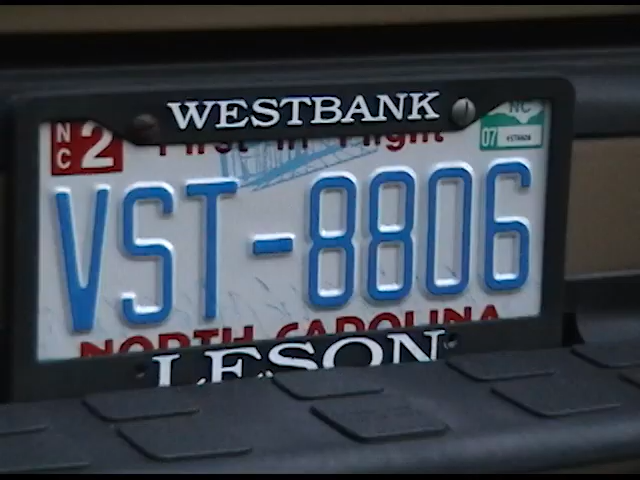 WESTBANK
NC 2
First in Flight
NC
07
VST-8806
NORTH CAROLINA
LESON